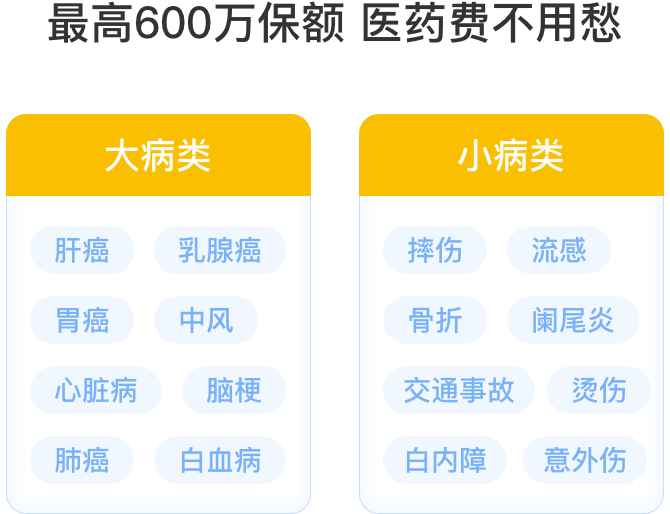 最高600万保额 医药费不用愁
大病类
肝癌 乳腺癌
胃癌 中风
心脏病 脑梗
肺癌 白血病
小病类
摔伤 流感
骨折 阑尾炎
交通事故 烫伤
白内障 意外伤